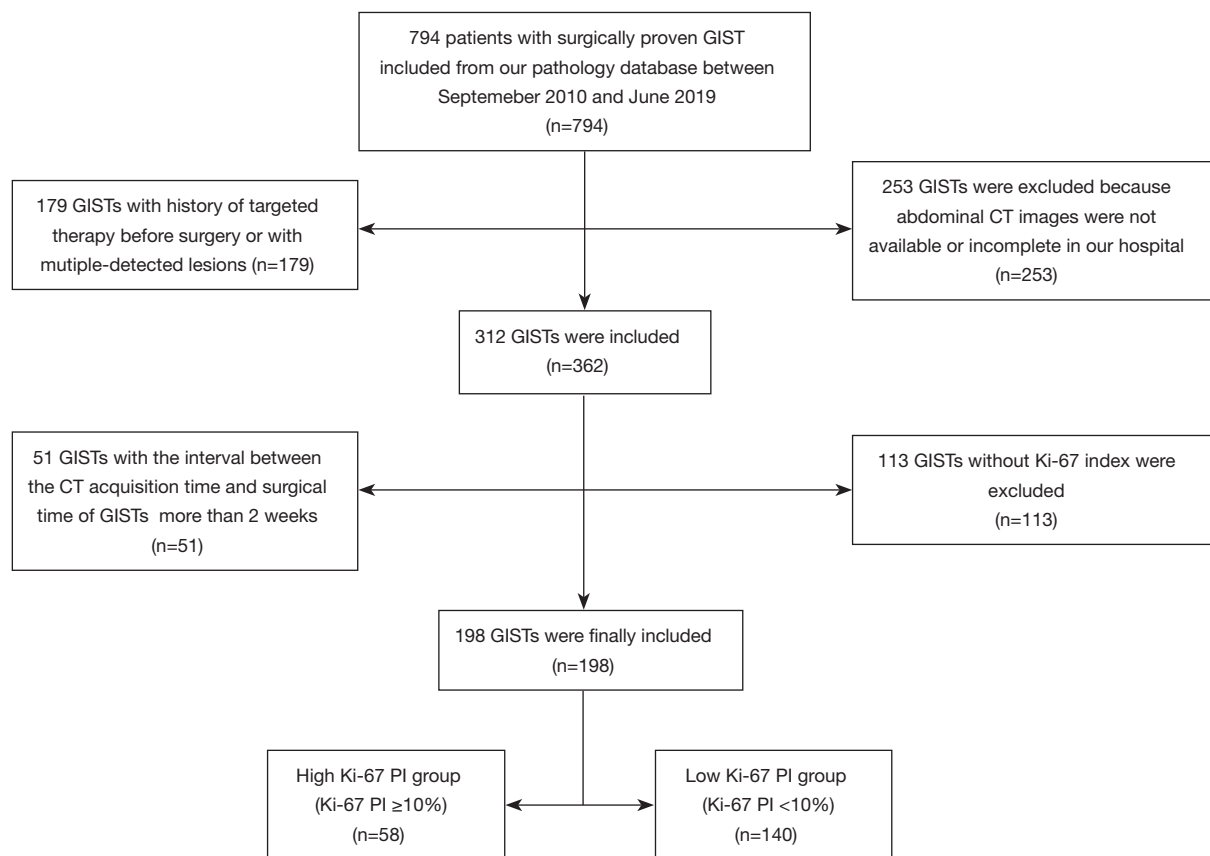 794 patients with surgically proven GIST
included from our pathology database between
Septemeber 2010 and June 2019
(n=794)
179 GISTs with history of targeted
therapy before surgery or with
mutiple-detected lesions (n=179)
253 GISTs were excluded because
abdominal CT images were not
available or incomplete in our hospital
(n=253)
312 GISTs were included
(n=362)
51 GISTs with the interval between
the CT acquisition time and surgical
time of GISTs more than 2 weeks
(n=51)
113 GISTs without Ki-67 index were
excluded
(n=113)
198 GISTs were finally included
(n=198)
High Ki-67 PI group
(Ki-67 PI ≥10%)
(n=58)
Low Ki-67 PI group
(Ki-67 PI <10%)
(n=140)